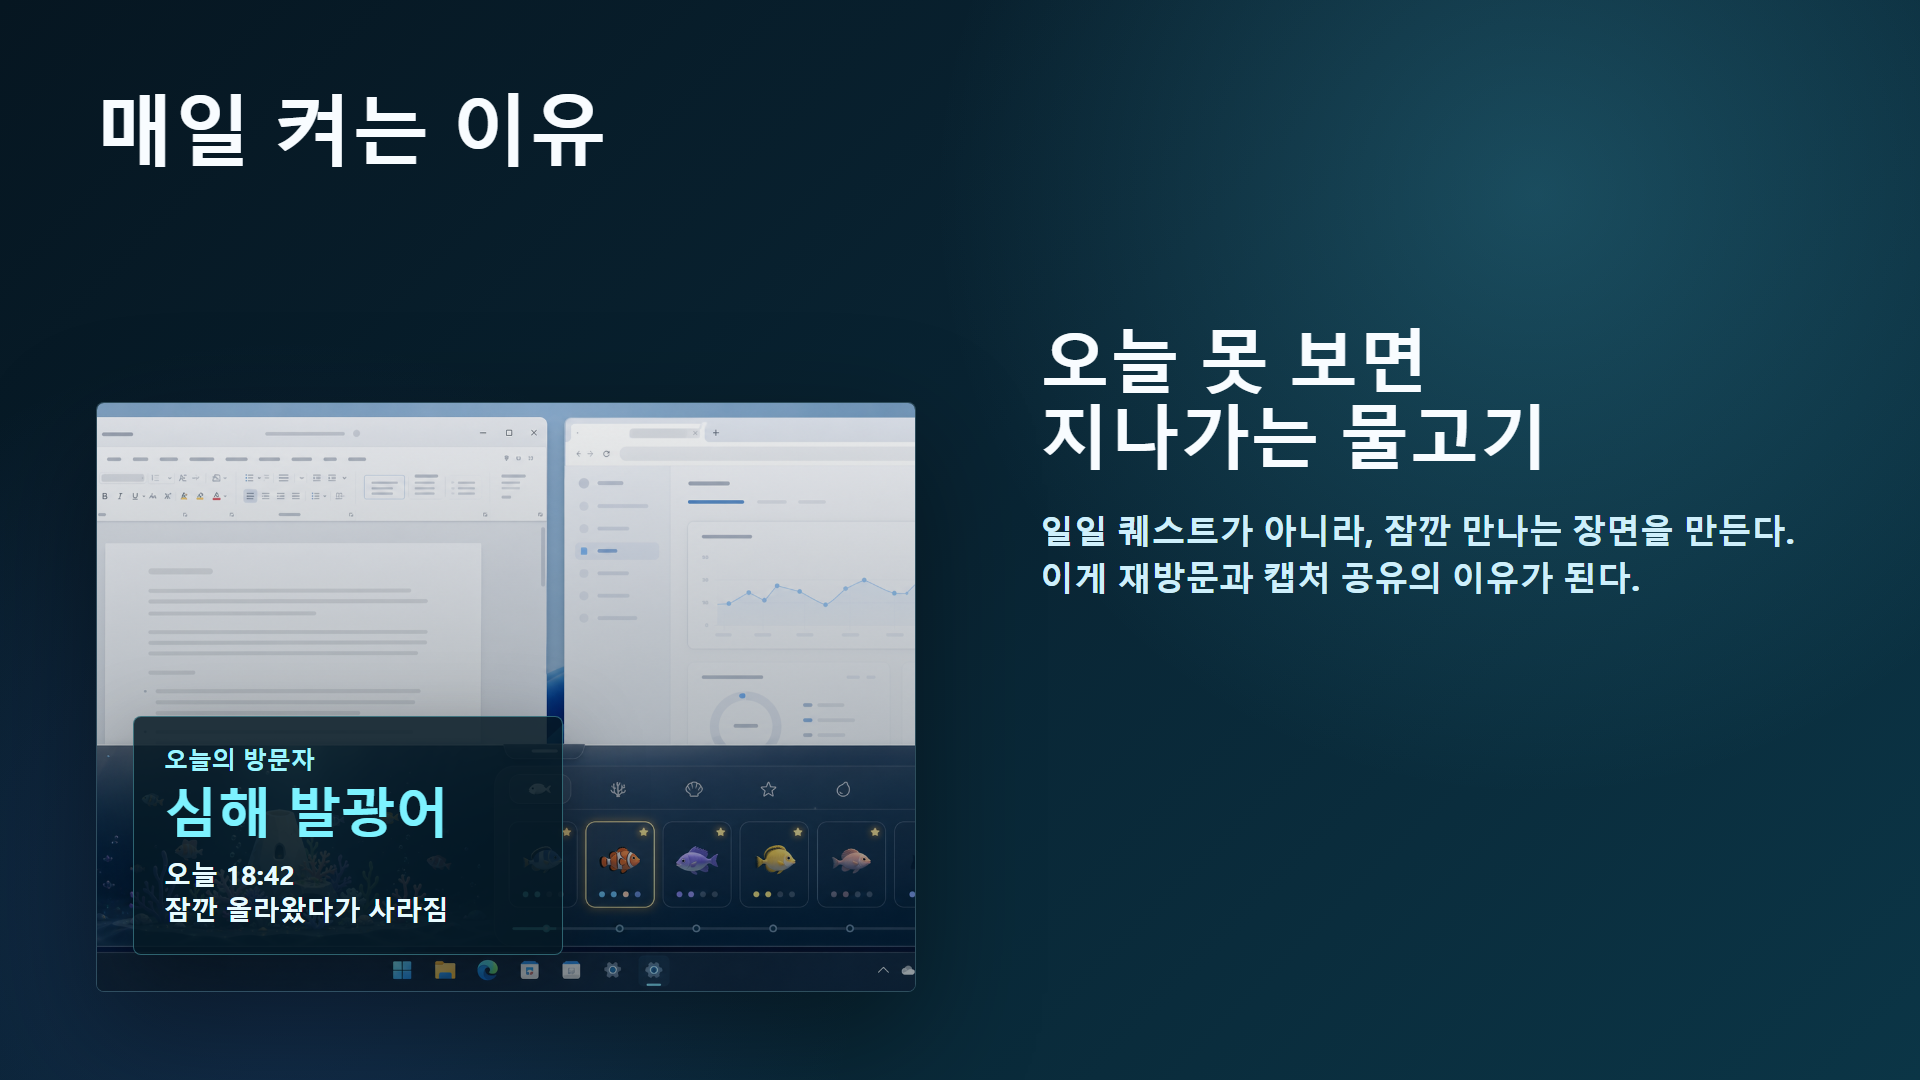 매일 켜는 이유
오늘 못 보면
지나가는 물고기
일일 퀘스트가 아니라, 잠깐 만나는 장면을 만든다.
이게 재방문과 캡처 공유의 이유가 된다.
오늘의 방문자
심해 발광어
오늘 18:42
잠깐 올라왔다가 사라짐